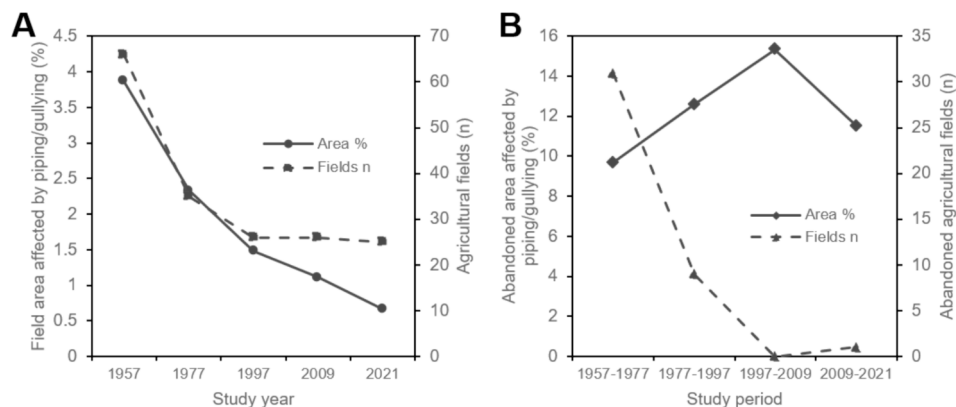 A
Field area affected by piping/gullying (%)
4.5
4
3.5
3
2.5
2
1.5
1
0.5
0
70
60
50
40
30
20
10
0
Agricultural fields (n)
Area %
Fields n
1957 1977 1997 2009 2021
Study year
B
Abandoned area affected by
piping/gullying (%)
16
14
12
10
8
6
4
2
0
35
30
25
20
15
10
5
0
Abandoned agricultural fields (n)
Area %
Fields n
1957-1977 1977-1997 1997-2009 2009-2021
Study period